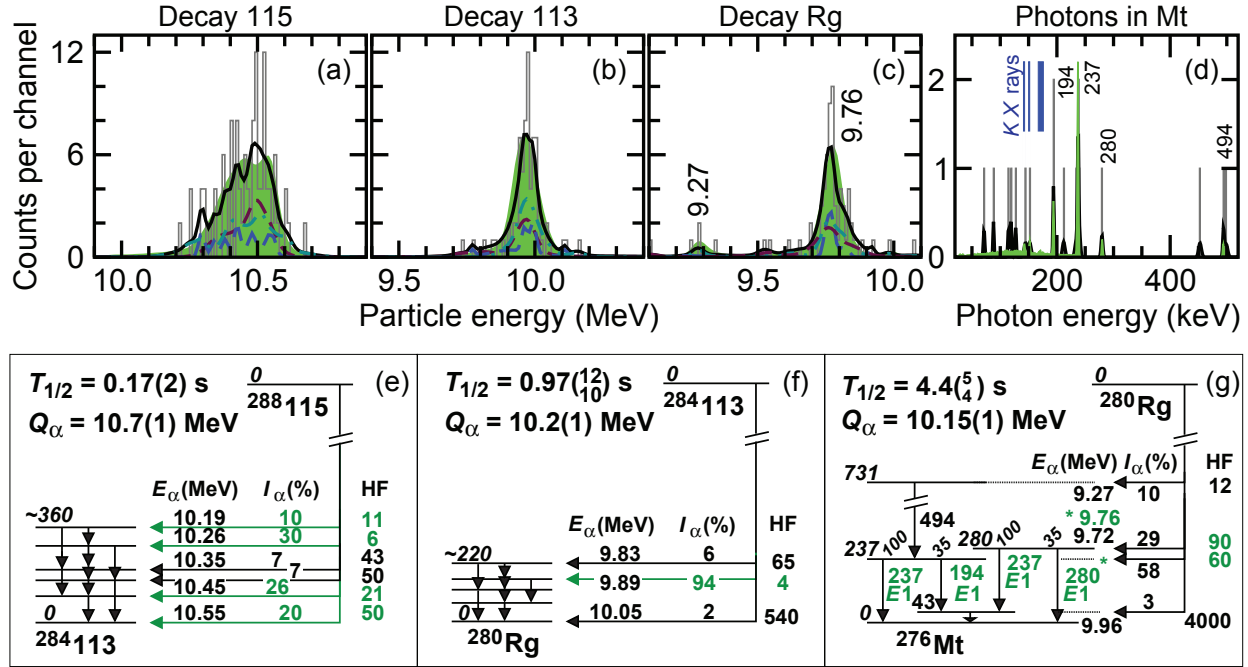 Decay 115
Decay 113
Decay Rg
Photons in Mt
Counts per channel
12
9
6
3
0
(a)
(b)
(c)
9.27
9.76
(d)
K X rays
194
237
280
494
2
1
0
10.0
10.5
9.5
10.0
9.5
10.0
200
400
Particle energy (MeV)
Photon energy (keV)
T1/2 = 0.17(2) s
0
(e)
288115
Qα = 10.7(1) MeV
Eα(MeV) Iα(%) HF
~360
10.19 10 11
10.26 30 6
10.35 7 43
7 50
10.45 26 21
0
10.55 20 50
284113
T1/2 = 0.97(12 10) s
0
(f)
284113
Qα = 10.2(1) MeV
Eα(MeV) Iα(%) HF
~220
9.83 6 65
9.89 94 4
0
10.05 2 540
280Rg
T1/2 = 4.4(5 4) s
0
(g)
280Rg
Qα = 10.15(1) MeV
Eα(MeV) Iα(%) HF
731
9.27 10 12
* 9.76
494
9.72 29 90
237 100 35 280 100 35
* 58 60
237 E1
194 E1
237 E1
280 E1
43
0
3
9.96 4000
276Mt